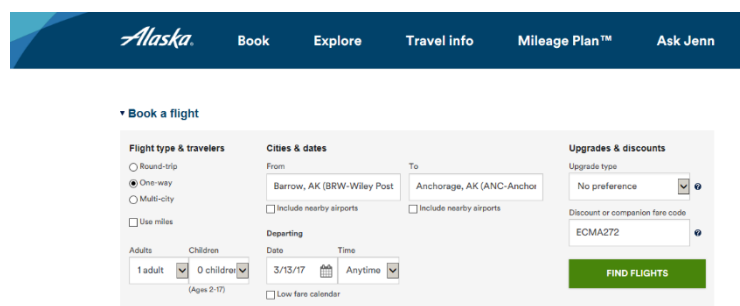 Alaska. Book Explore Travel info Mileage Plan™ Ask Jenn
Book a flight
Flight type & travelers
Round-trip
One-way
Multi-city
Use miles
Adults Children
1 adult 0 children
(Ages 2-17)
Cities & dates
From To
Barrow, AK (BRW-Wiley Post Anchorage, AK (ANC-Anchor
Include nearby airports Include nearby airports
Departing
Date Time
3/13/17 Anytime
Low fare calendar
Upgrades & discounts
Upgrade type
No preference
Discount or companion fare code
ECMA272
FIND FLIGHTS